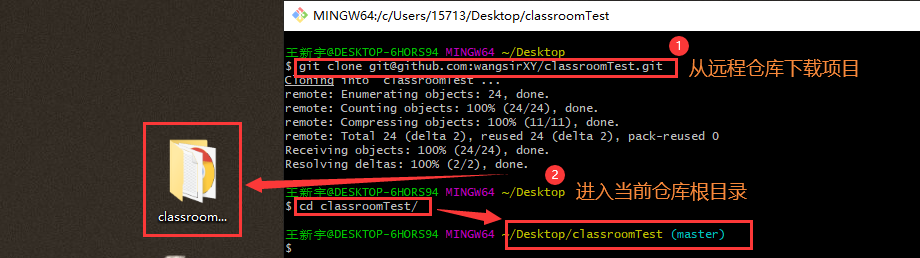 MINGW64:/c/Users/15713/Desktop/classroomTest
王新宇@DESKTOP-6HORS94 MINGW64 ~/Desktop
1
$ git clone git@github.com:wangsirXY/classroomTest.git
从远程仓库下载项目
Cloning into 'classroomTest'...
remote: Enumerating objects: 24, done.
remote: Counting objects: 100% (24/24), done.
remote: Compressing objects: 100% (11/11), done.
remote: Total 24 (delta 2), reused 24 (delta 2), pack-reused 0
Receiving objects: 100% (24/24), done.
Resolving deltas: 100% (2/2), done.
2
王新宇@DESKTOP-6HORS94 MINGW64 ~/Desktop
进入当前仓库根目录
$ cd classroomTest/
classroom...
王新宇@DESKTOP-6HORS94 MINGW64 ~/Desktop/classroomTest (master)
$